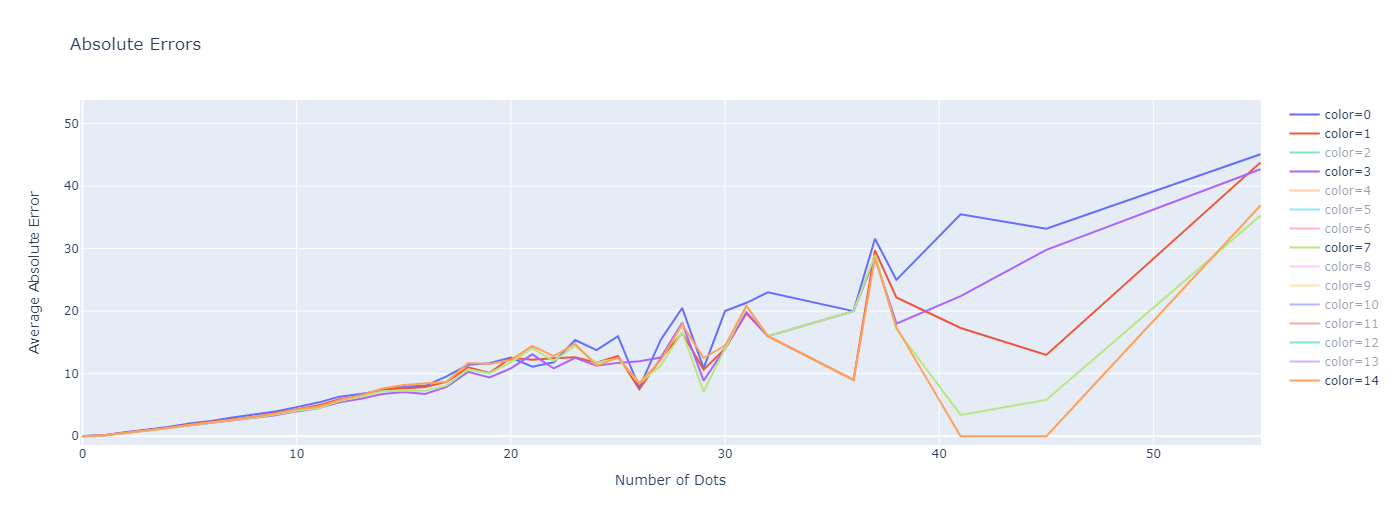 Absolute Errors
50
40
30
20
10
0
Average Absolute Error
0 10 20 30 40 50
Number of Dots
color=0
color=1
color=2
color=3
color=4
color=5
color=6
color=7
color=8
color=9
color=10
color=11
color=12
color=13
color=14